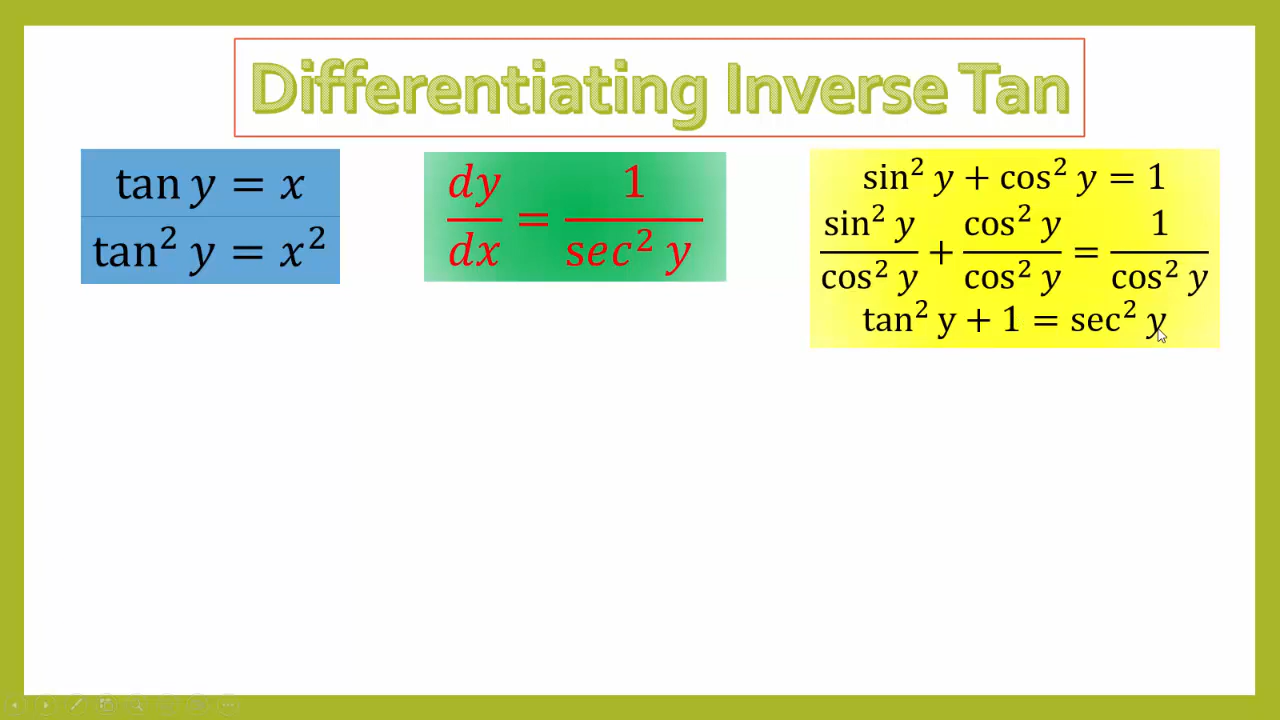 Differentiating Inverse Tan
tan y = x
tan² y = x²
dy/dx = 1/sec² y
sin² y + cos² y = 1
sin² y/cos² y + cos² y/cos² y = 1/cos² y
tan² y + 1 = sec² y